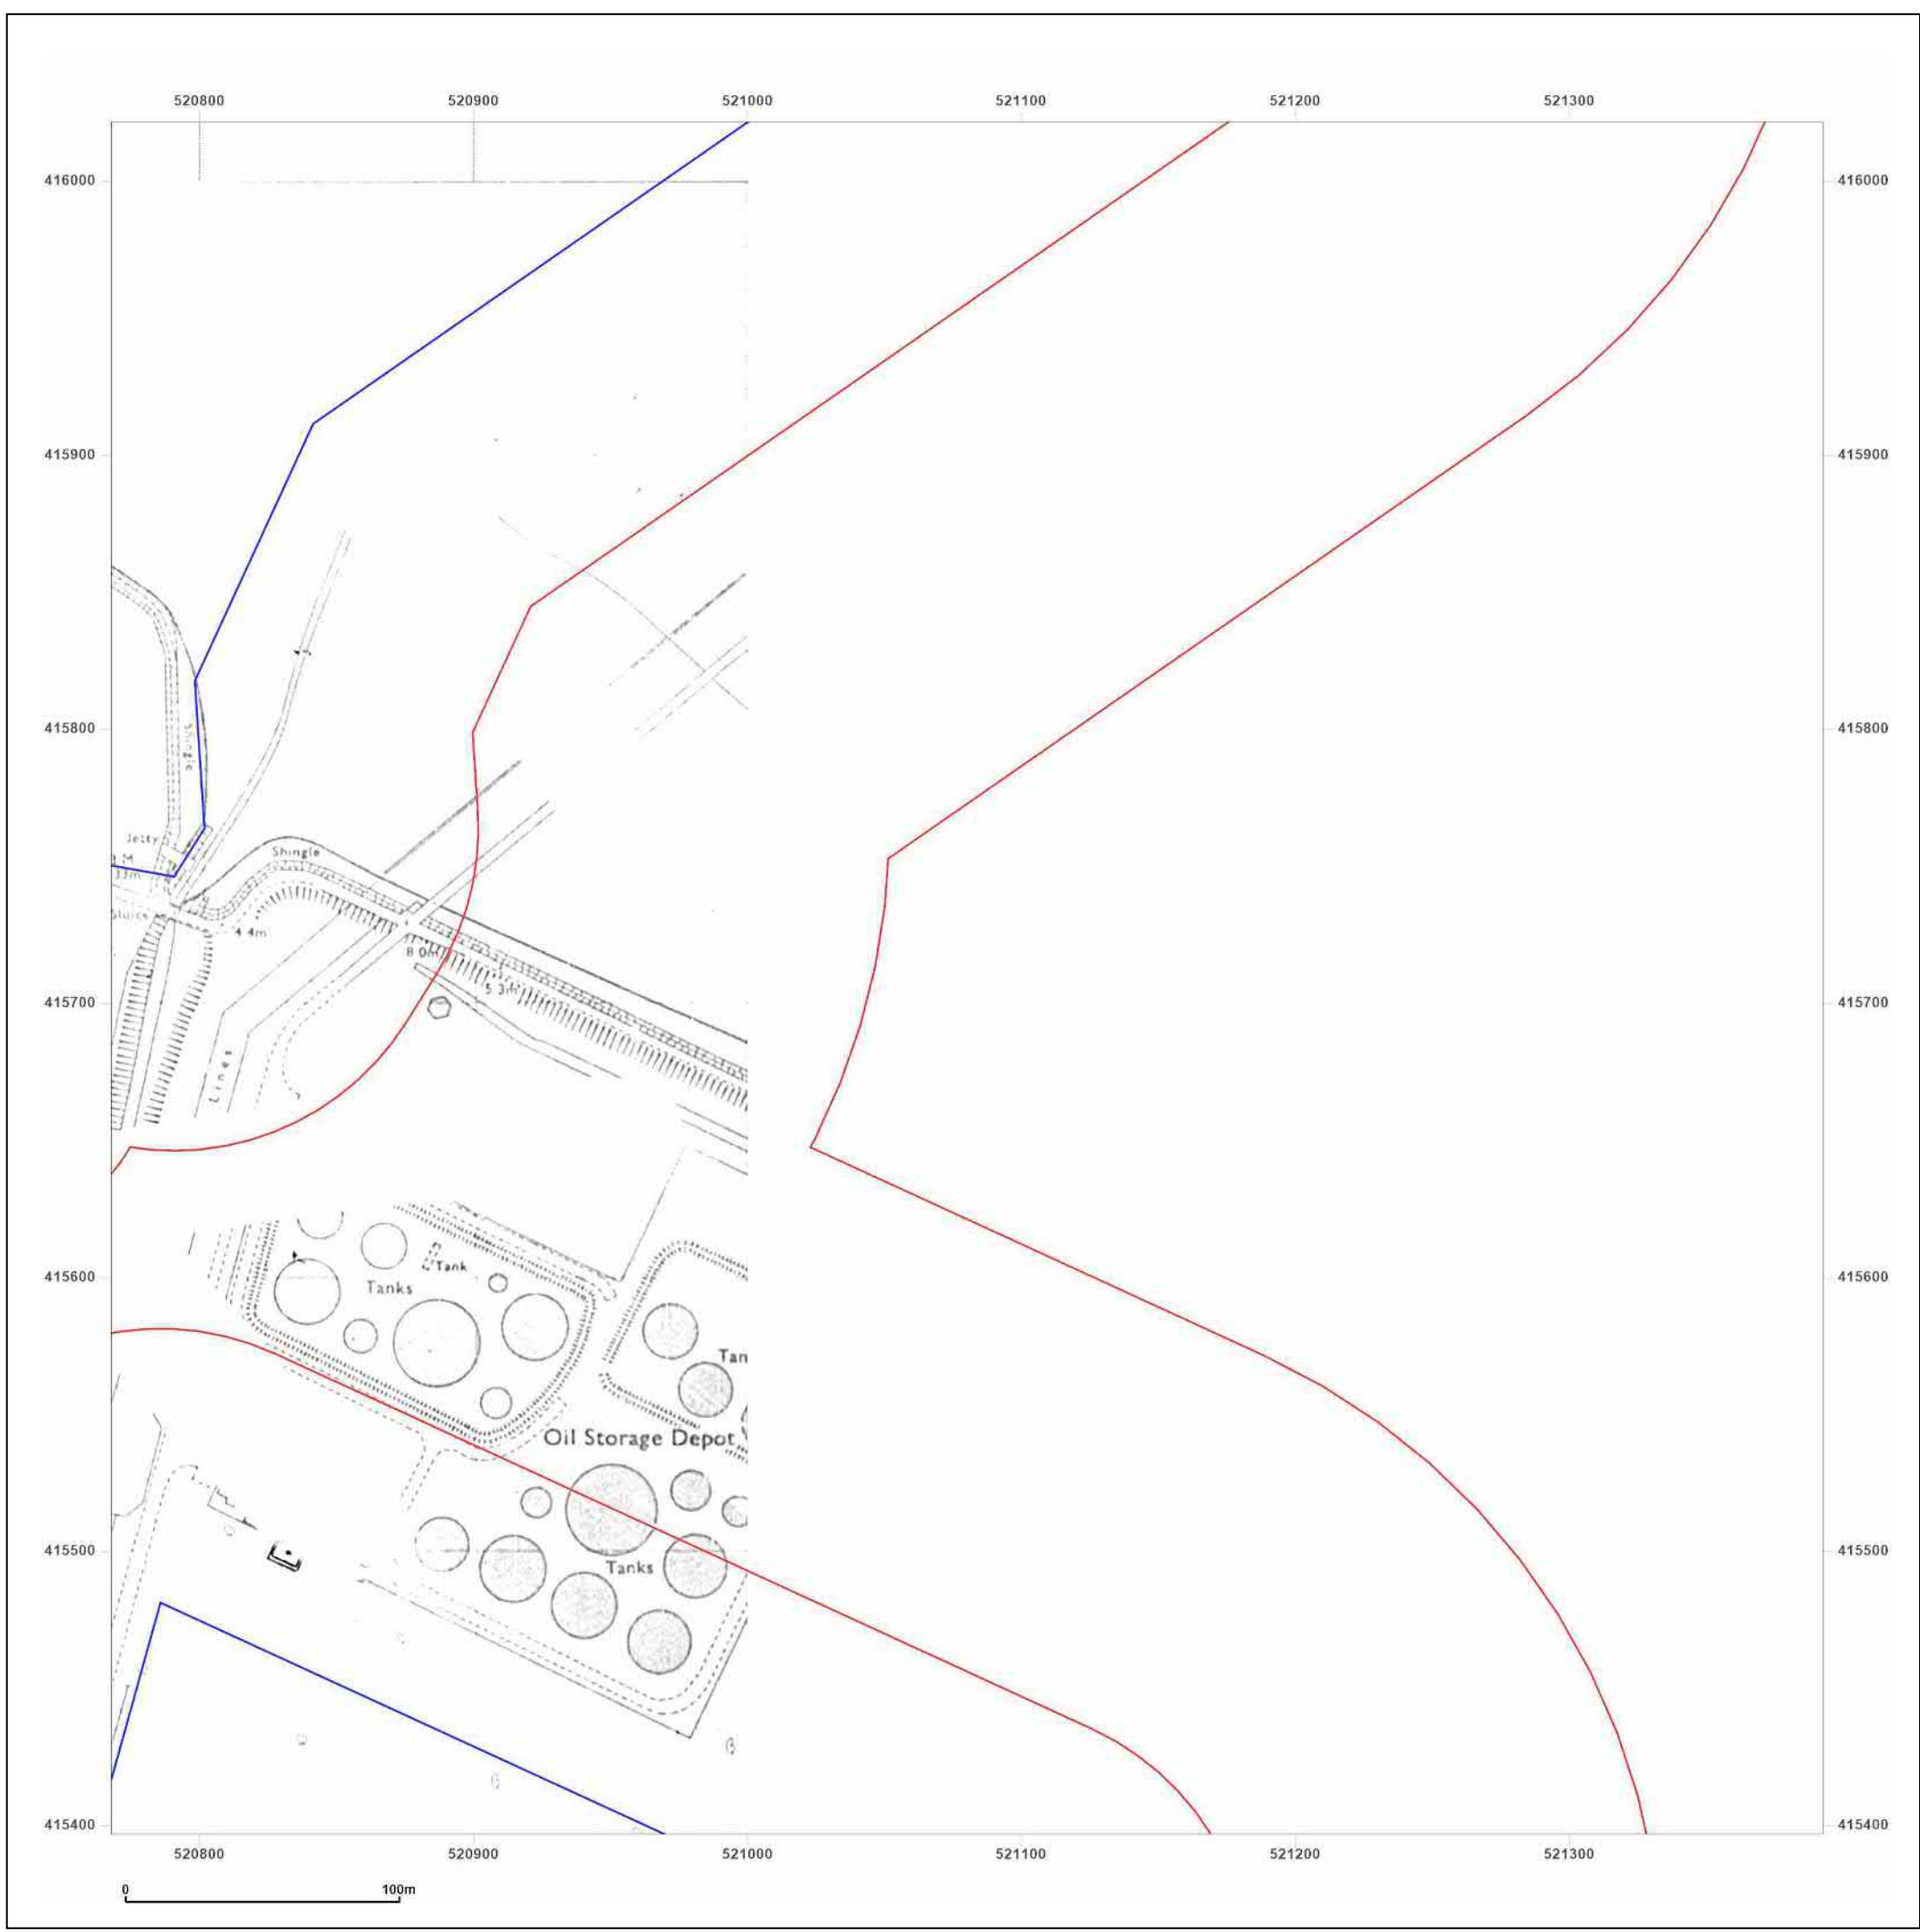 520800 520900 521000 521100 521200 521300
416000 416000
415900 415900
415800 415800
Shingle
Jetty
Shingle
M
33m
Sluice
4.4m
8.0m
5.3m
415700 415700
Lines
415600 415600
Tank
Tanks
Tan
Oil Storage Depot
415500 415500
Tanks
415400 415400
520800 520900 521000 521100 521200 521300
0 100m